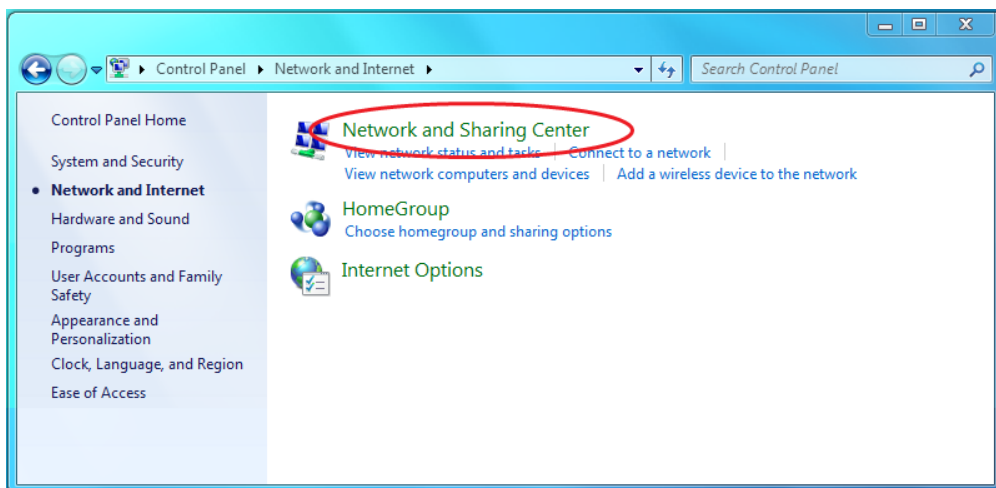 Control Panel Network and Internet
Search Control Panel
Control Panel Home
System and Security
Network and Internet
Hardware and Sound
Programs
User Accounts and Family
Safety
Appearance and
Personalization
Clock, Language, and Region
Ease of Access
Network and Sharing Center
View network status and tasks Connect to a network
View network computers and devices Add a wireless device to the network
HomeGroup
Choose homegroup and sharing options
Internet Options